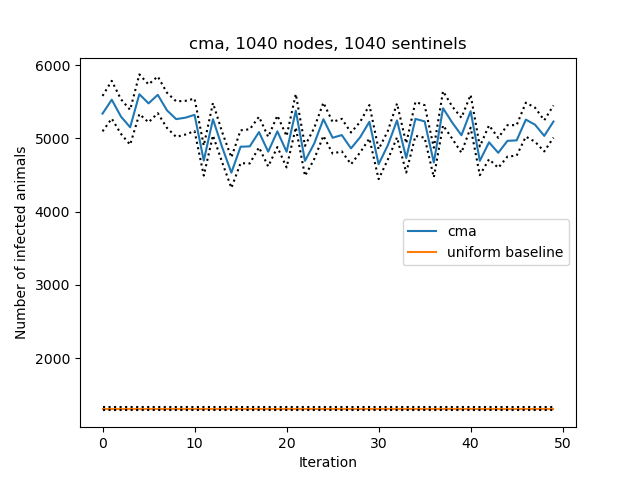 cma, 1040 nodes, 1040 sentinels
6000
5000
4000
3000
2000
Number of infected animals
cma
uniform baseline
0 10 20 30 40 50
Iteration